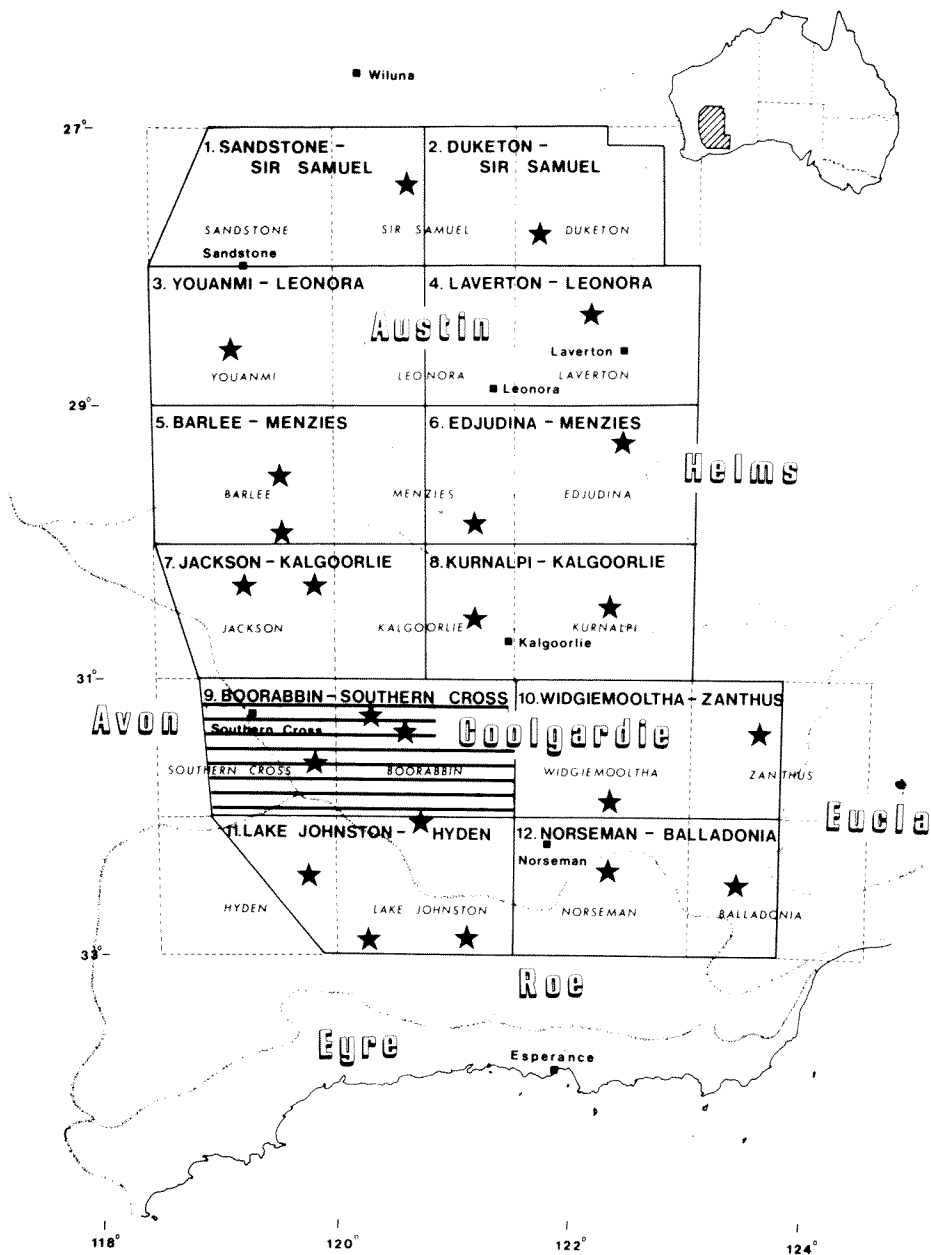 Wiluna
27°
1. SANDSTONE -
SIR SAMUEL
2. DUKETON -
SIR SAMUEL
SANDSTONE
SIR SAMUEL
DUKETON
Sandstone
3. YOUANMI - LEONORA
4. LAVERTON - LEONORA
Austin
Laverton
YOUANMI
LEONORA
LAVERTON
Leonora
29°
5. BARLEE - MENZIES
6. EDJUDINA - MENZIES
Helms
BARLEE
MENZIES
EDJUDINA
7. JACKSON - KALGOORLIE
8. KURNALPI - KALGOORLIE
JACKSON
KALGOORLIE
KURNALPI
Kalgoorlie
31°
9. BOORABBIN - SOUTHERN CROSS
10. WIDGIEMOOLTHA - ZANTHUS
Avon
Southern Cross
Coolgardie
SOUTHERN CROSS
BOORABBIN
WIDGIEMOOLTHA
ZANTHUS
Eucla
11. LAKE JOHNSTON - HYDEN
12. NORSEMAN - BALLADONIA
Norseman
HYDEN
LAKE JOHNSTON
NORSEMAN
BALLADONIA
33°
Roe
Eyre
Esperance
118°
120°
122°
124°